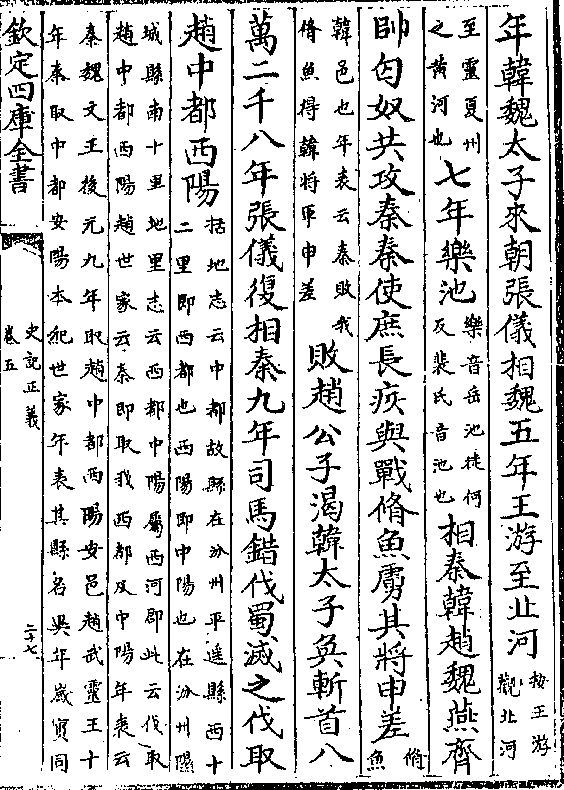 年韓魏太子來朝張儀相魏五年王游至北河按王游
觀北河
至靈夏州
之黄河也七年樂池樂音岳池徒何
反裴氏音池也相秦韓趙魏燕齊
帥匈奴共攻秦秦使庶長疾與戰脩魚虜其將申差脩
魚
韓邑也年表云秦敗我
脩魚得韓將軍申差敗趙公子渴韓太子奐斬首八
萬二千八年張儀復相秦九年司馬錯伐蜀滅之伐取
趙中都西陽括地志云中都故縣在汾州平遥縣西十
二里即西都也西陽即中陽也在汾州隰
城縣南十里地里志云西都中陽屬西河郡此云伐取
趙中都西陽趙世家云秦即取我西都及中陽年表云
秦魏文王後元九年取趙中都西陽安邑趙武靈王十
年秦取中都安陽本紀世家年表其縣名異年歲實同
欽定四庫全書
史記正義
卷五
二十七